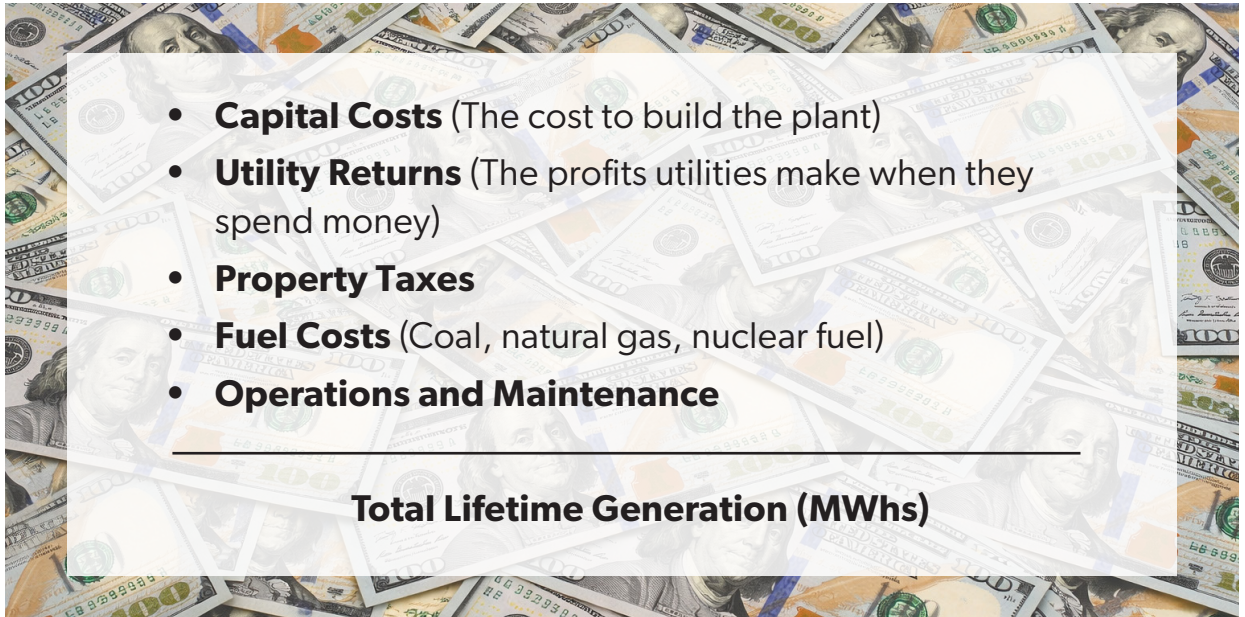 • Capital Costs (The cost to build the plant)
• Utility Returns (The profits utilities make when they
spend money)
• Property Taxes
• Fuel Costs (Coal, natural gas, nuclear fuel)
• Operations and Maintenance
Total Lifetime Generation (MWhs)